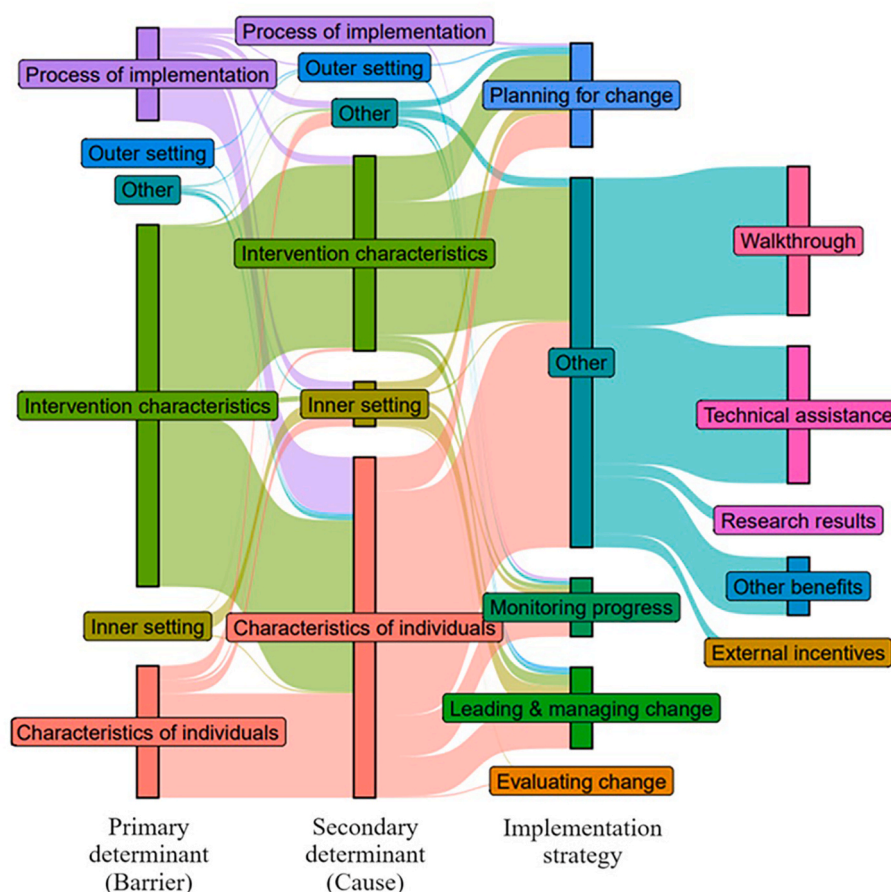 Process of implementation
Process of implementation
Outer setting
Planning for change
Other
Outer setting
Other
Intervention characteristics
Walkthrough
Other
Intervention characteristics
Inner setting
Technical assistance
Research results
Other benefits
Monitoring progress
Inner setting
Characteristics of individuals
External incentives
Leading & managing change
Characteristics of individuals
Evaluating change
Primary
determinant
(Barrier)
Secondary
determinant
(Cause)
Implementation
strategy